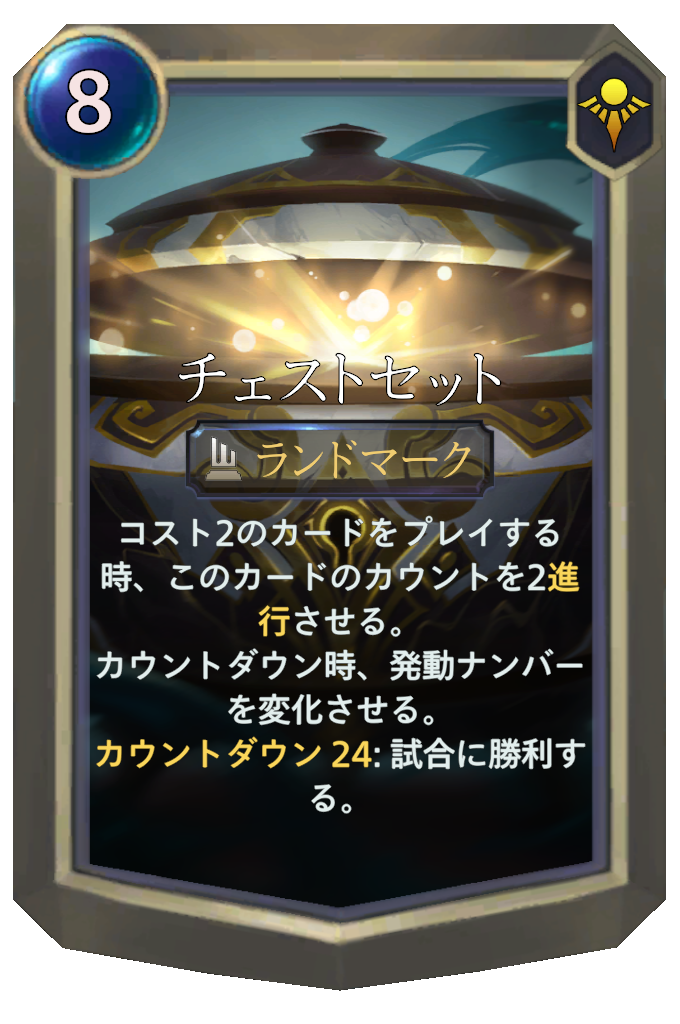 8
チェストセット
ランドマーク
コスト2のカードをプレイする
時、このカードのカウントを2進
行させる。
カウントダウン時、発動ナンバー
を変化させる。
カウントダウン 24: 試合に勝利す
る。